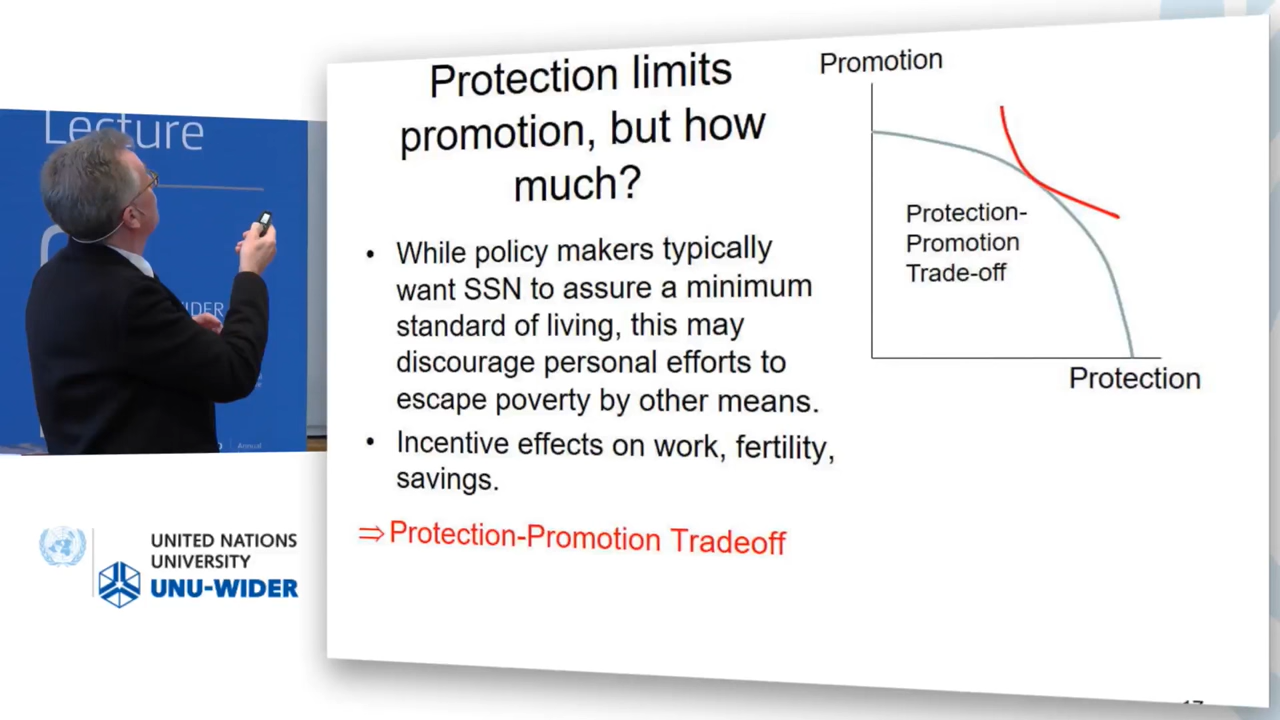 Lecture
WIDER
Annual
UNITED NATIONS
UNIVERSITY
UNU-WIDER
Protection limits
promotion, but how
much?
• While policy makers typically
want SSN to assure a minimum
standard of living, this may
discourage personal efforts to
escape poverty by other means.
• Incentive effects on work, fertility,
savings.
⇒ Protection-Promotion Tradeoff
Promotion
Protection-
Promotion
Trade-off
Protection